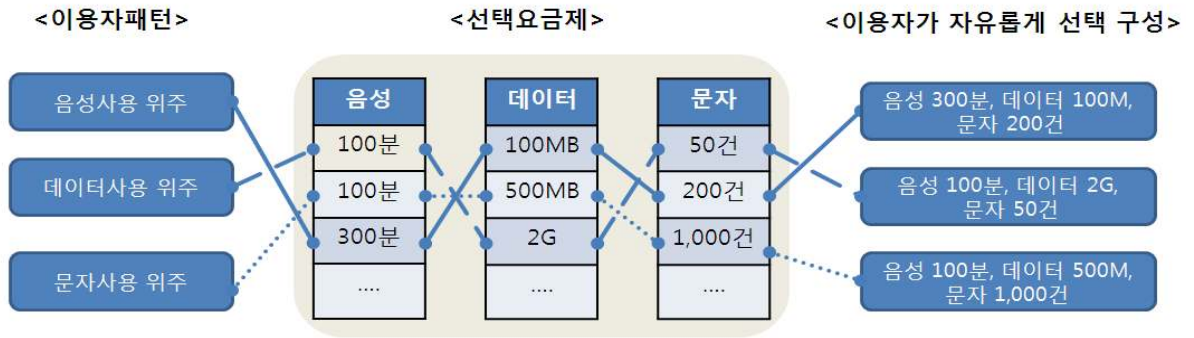 <이용자패턴>
<선택요금제>
<이용자가 자유롭게 선택 구성>
음성사용 위주
데이터사용 위주
문자사용 위주
음성
데이터
문자
100분
100MB
50건
100분
500MB
200건
300분
2G
1,000건
....
....
....
음성 300분, 데이터 100M,
문자 200건
음성 100분, 데이터 2G,
문자 50건
음성 100분, 데이터 500M,
문자 1,000건